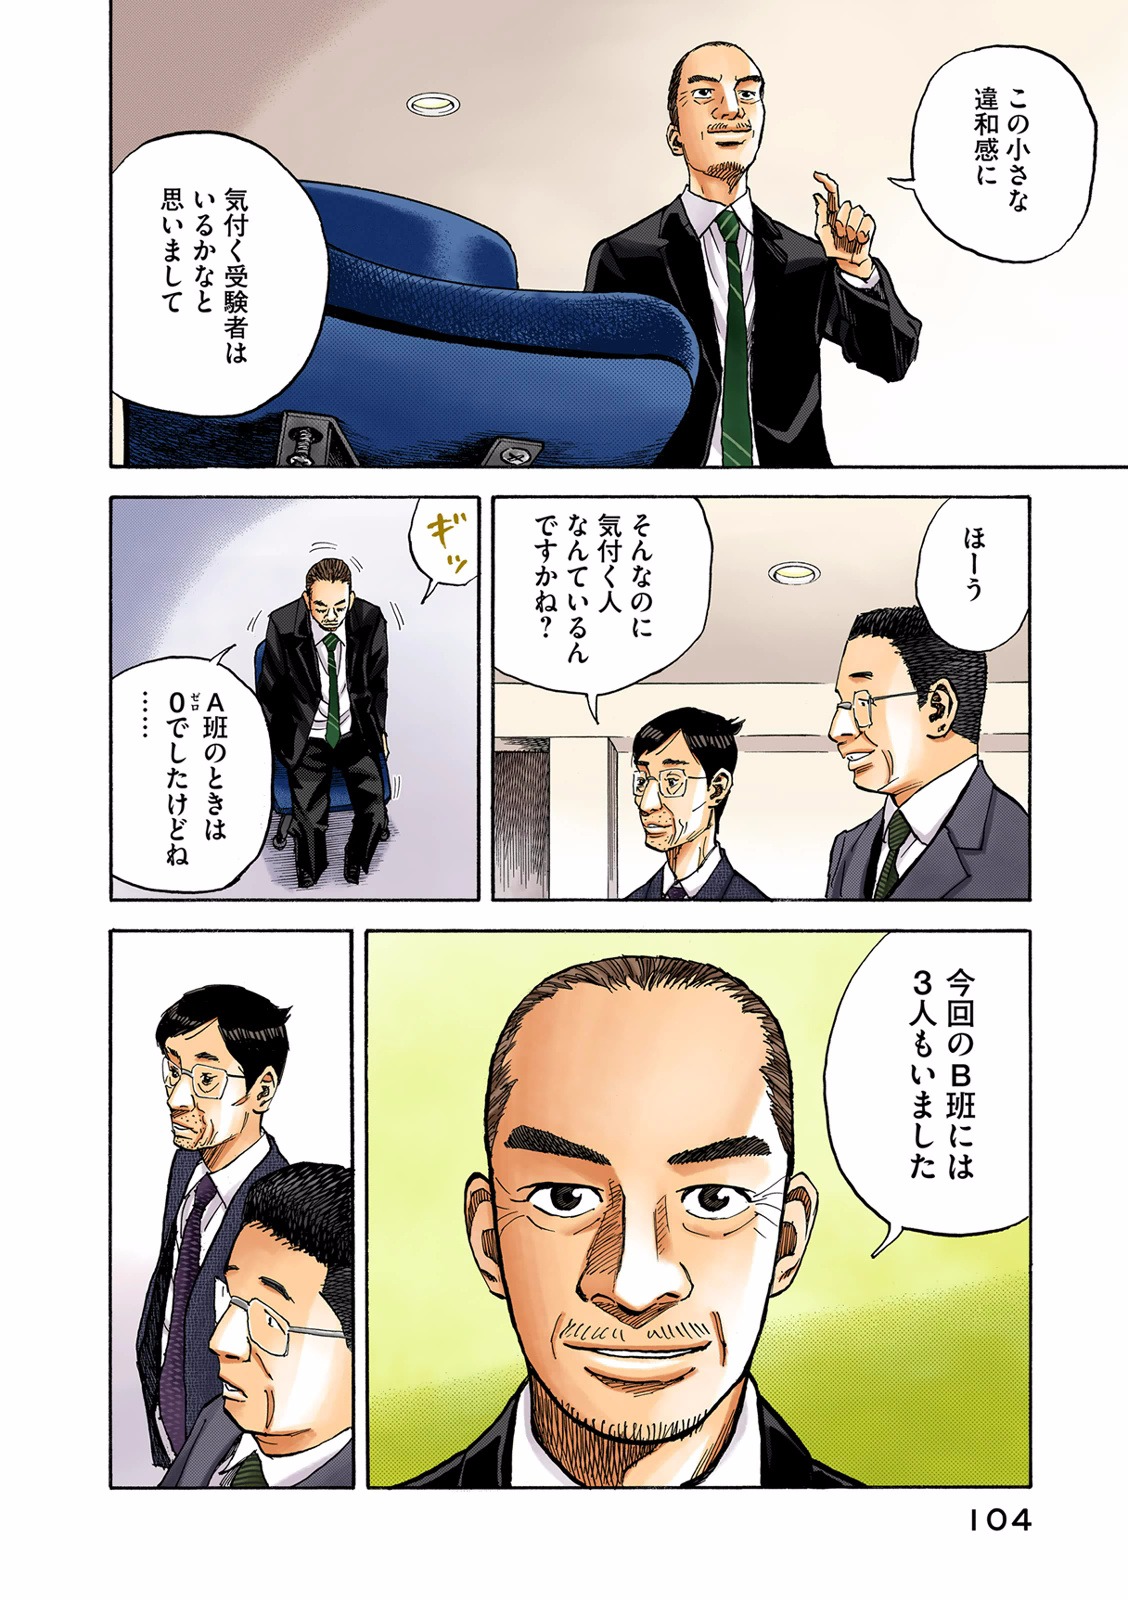 この小さな
違和感に
気付く受験者は
いるかなと
思いまして
ほーう
そんなのに
気付く人
なんているん
ですかね?
ギッ
A班のときは
0でしたけどね
ゼロ
……
今回のB班には
3人もいました
104